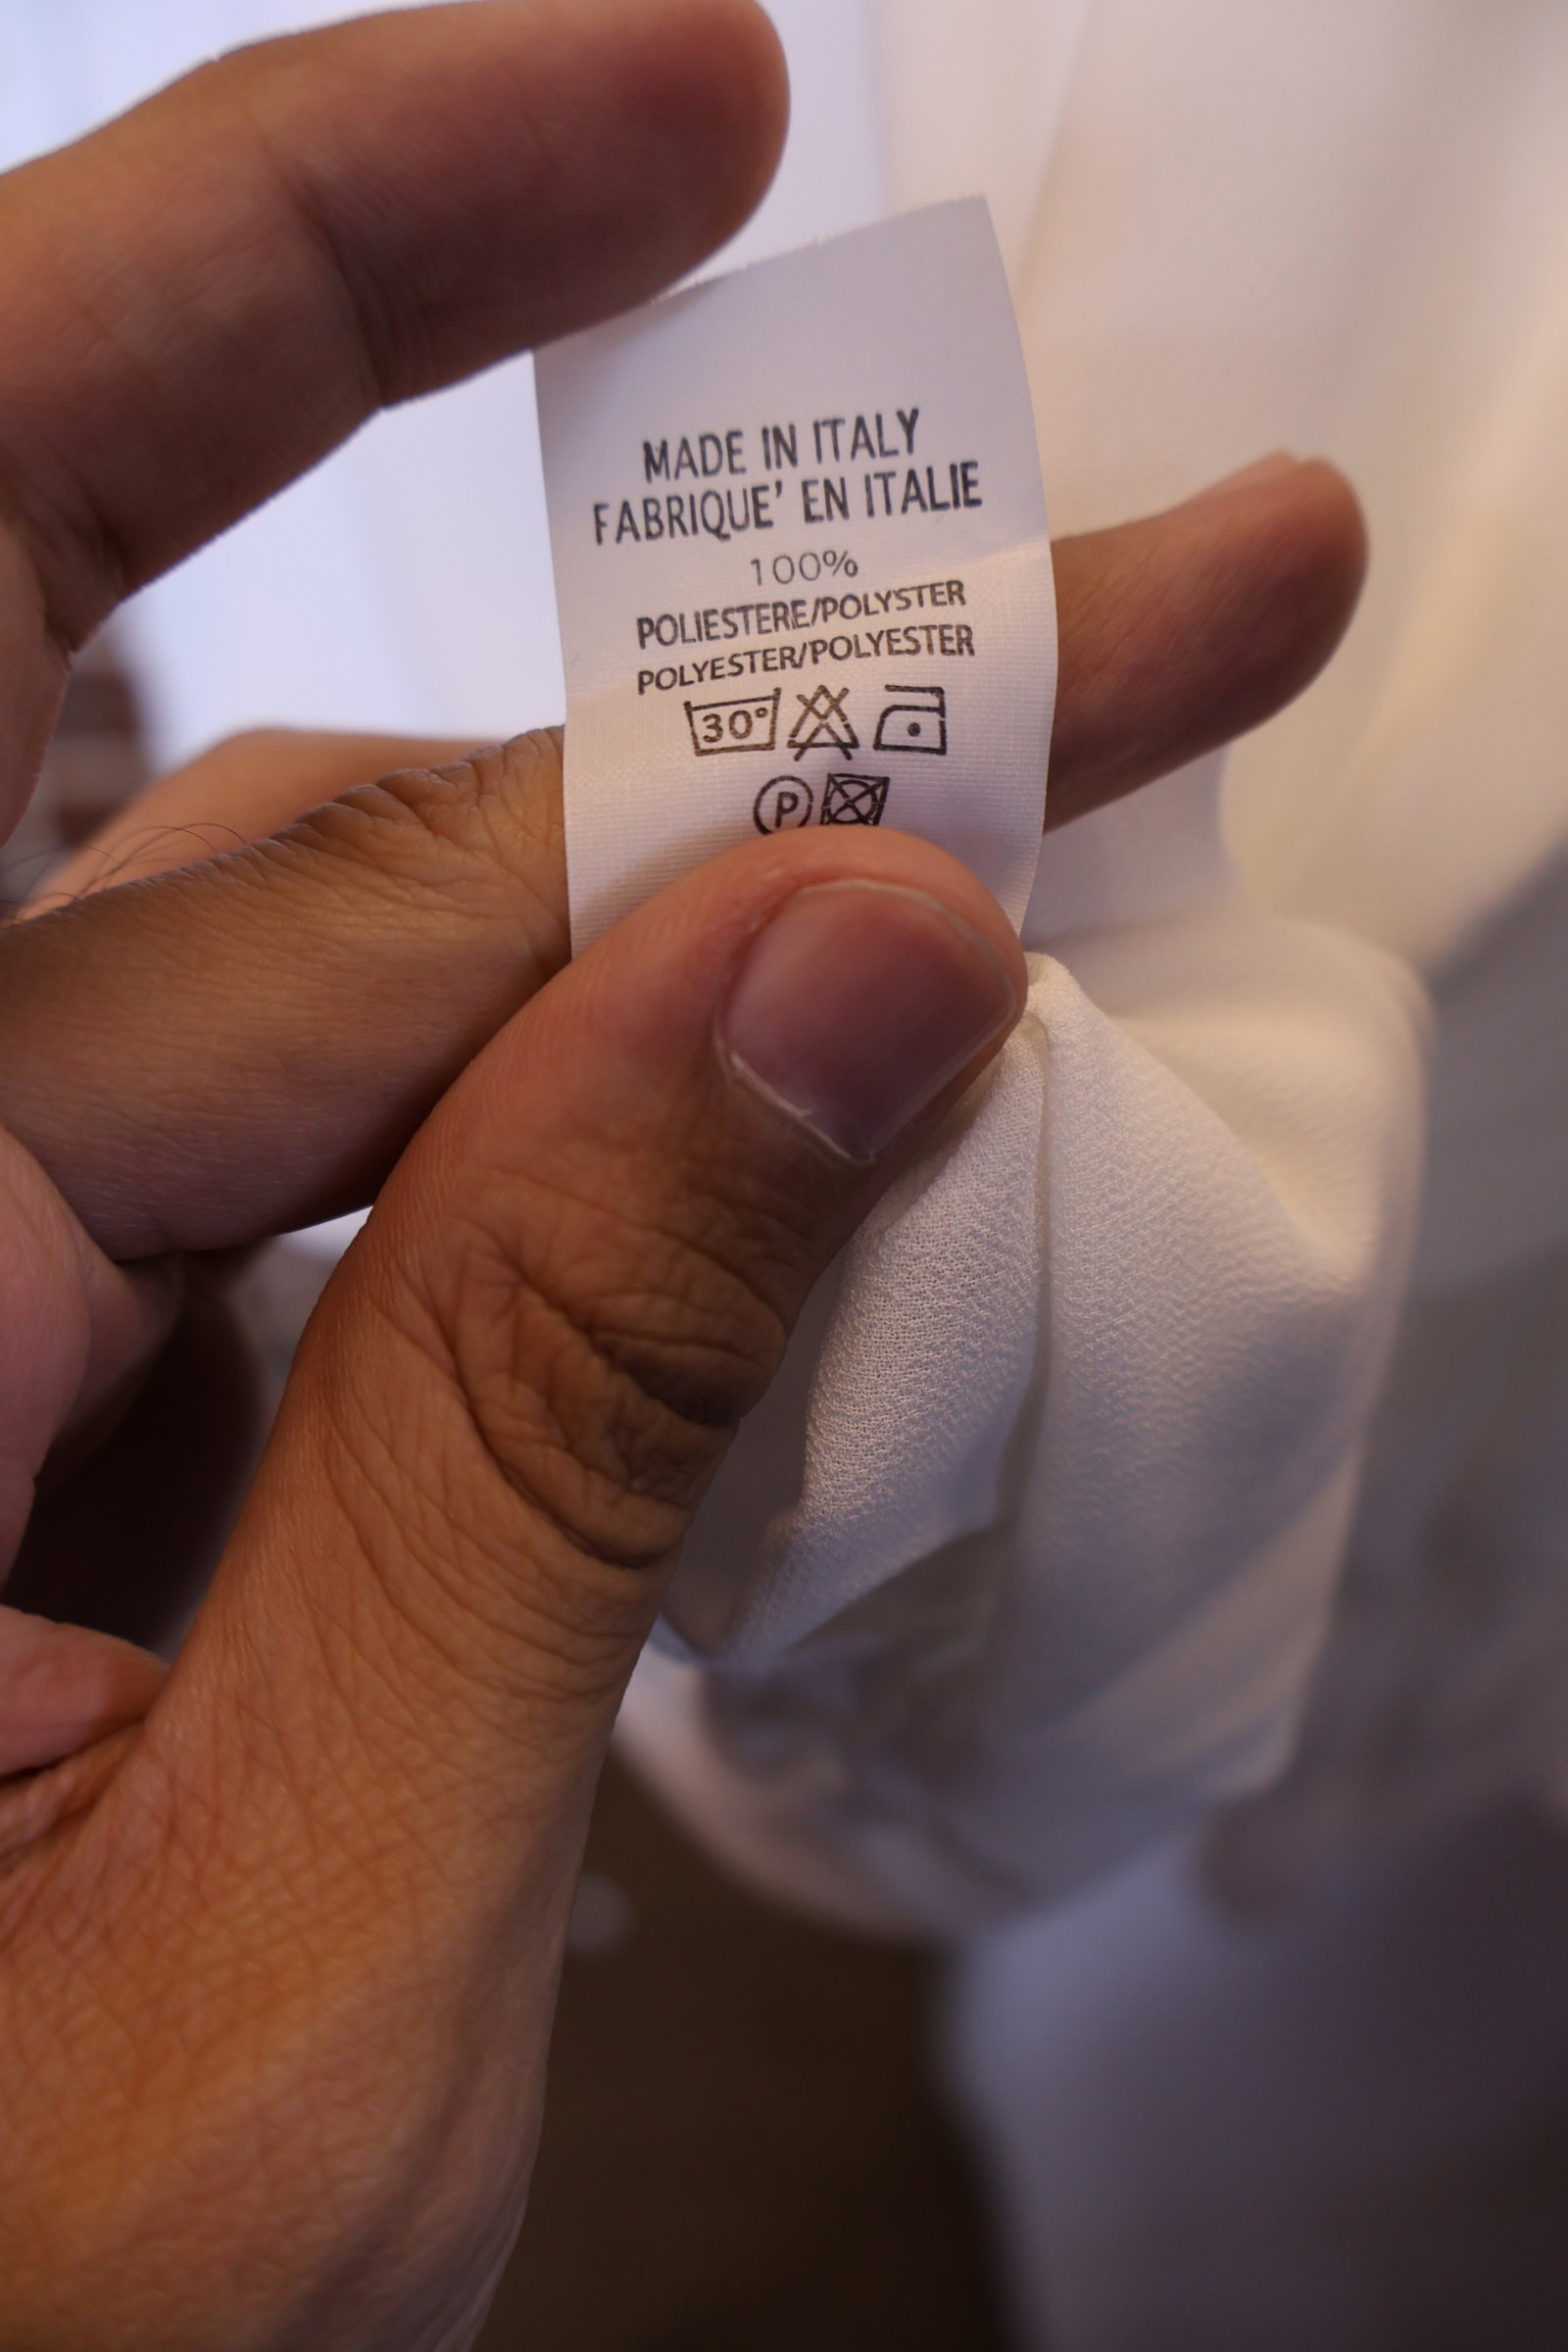 MADE IN ITALY
FABRIQUE' EN ITALIE
100%
POLIESTERE/POLYSTER
POLYESTER/POLYESTER
30°
P